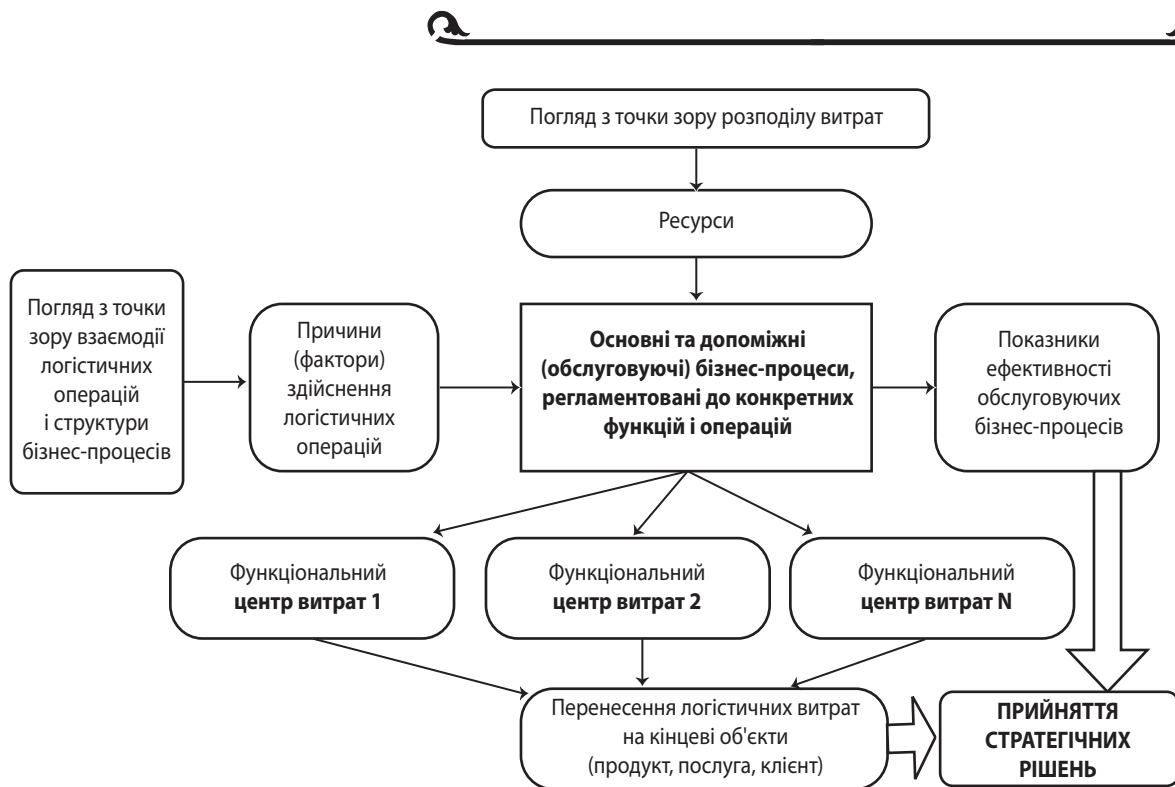 Погляд з точки зору розподілу витрат
Ресурси
Погляд з точки
зору взаємодії
логістичних
операцій
і структури
бізнес-процесів
Причини
(фактори)
здійснення
логістичних
операцій
Основні та допоміжні
(обслуговуючі) бізнес-процеси,
регламентовані до конкретних
функцій і операцій
Показники
ефективності
обслуговуючих
бізнес-процесів
Функціональний
центр витрат 1
Функціональний
центр витрат 2
Функціональний
центр витрат N
Перенесення логістичних витрат
на кінцеві об'єкти
(продукт, послуга, клієнт)
ПРИЙНЯТТЯ
СТРАТЕГІЧНИХ
РІШЕНЬ